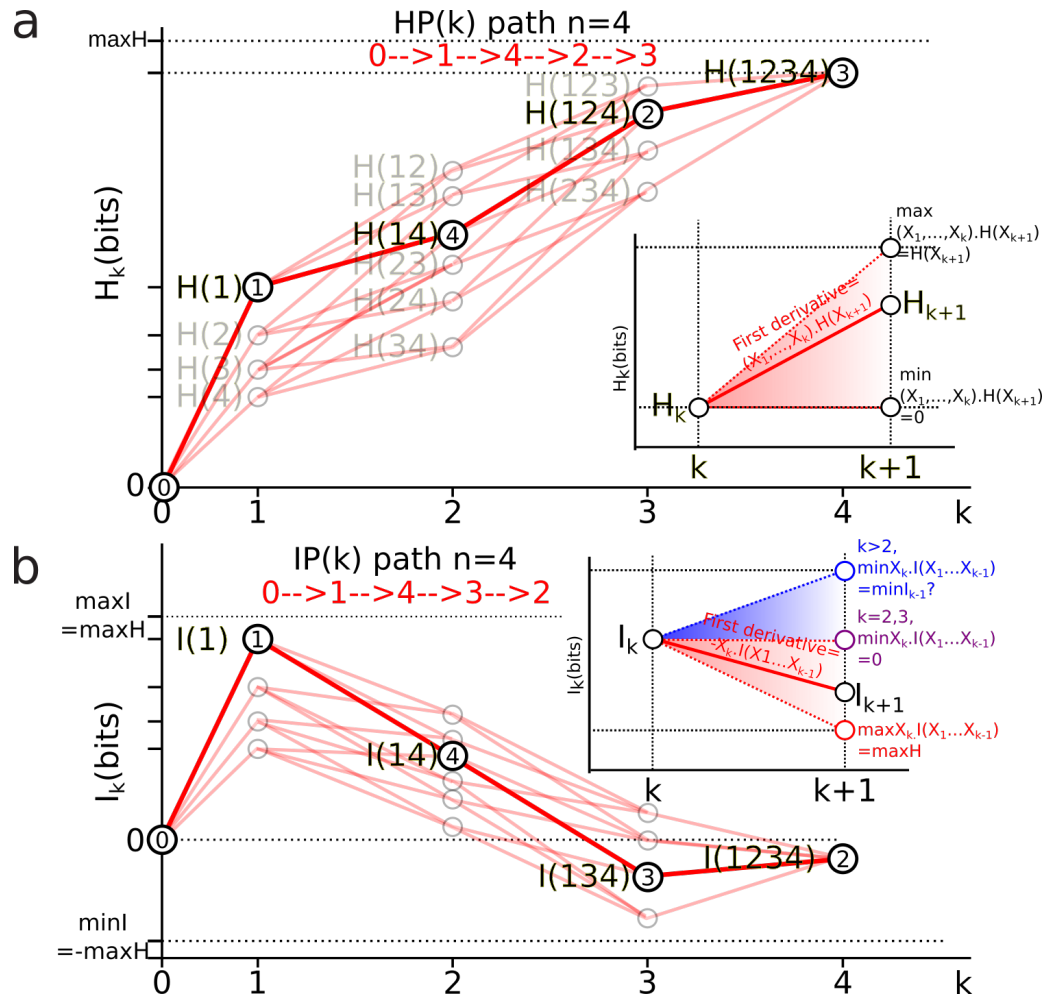 a
HP(k) path n=4
0-->1-->4-->2-->3
maxH
H(123)
H(1234)
3
H(124)
2
H(134)
H(234)
H(12)
H(13)
H(14)
4
H(23)
H(24)
H(34)
H(1)
1
H(2)
H(3)
H(4)
Hk(bits)
0
0
0 1 2 3 4 k
max
(X1,...,Xk).H(Xk+1)
=H(Xk+1)
First derivative=
(X1,...,Xk).H(Xk+1)
Hk+1
Hk(bits)
Hk
min
(X1,...,Xk).H(Xk+1)
=0
k k+1
b
IP(k) path n=4
0-->1-->4-->3-->2
maxI
=maxH
I(1)
1
I(14)
4
I(134)
3
I(1234)
2
Ik(bits)
0
0
minI
=-maxH
0 1 2 3 4 k
k>2,
minXk.I(X1...Xk-1)
=minIk-1?
k=2,3,
minXk.I(X1...Xk-1)
=0
First derivative=
-Xk.I(X1...Xk-1)
Ik
Ik(bits)
Ik+1
maxXk.I(X1...Xk-1)
=maxH
k k+1